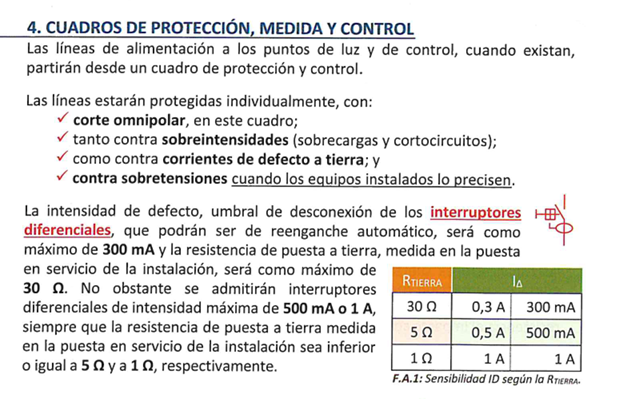 4. CUADROS DE PROTECCIÓN, MEDIDA Y CONTROL
Las líneas de alimentación a los puntos de luz y de control, cuando existan,
partirán desde un cuadro de protección y control.
Las líneas estarán protegidas individualmente, con:
✓ corte omnipolar, en este cuadro;
✓ tanto contra sobreintensidades (sobrecargas y cortocircuitos);
✓ como contra corrientes de defecto a tierra; y
✓ contra sobretensiones cuando los equipos instalados lo precisen.
La intensidad de defecto, umbral de desconexión de los interruptores
diferenciales, que podrán ser de reenganche automático, será como
máximo de 300 mA y la resistencia de puesta a tierra, medida en la puesta
en servicio de la instalación, será como máximo de
30 Ω. No obstante se admitirán interruptores
diferenciales de intensidad máxima de 500 mA o 1 A,
siempre que la resistencia de puesta a tierra medida
en la puesta en servicio de la instalación sea inferior
o igual a 5 Ω y a 1 Ω, respectivamente.
RTIERRA IΔ
30 Ω 0,3 A 300 mA
5 Ω 0,5 A 500 mA
1 Ω 1 A 1 A
F.A.1: Sensibilidad ID según la RTIERRA.